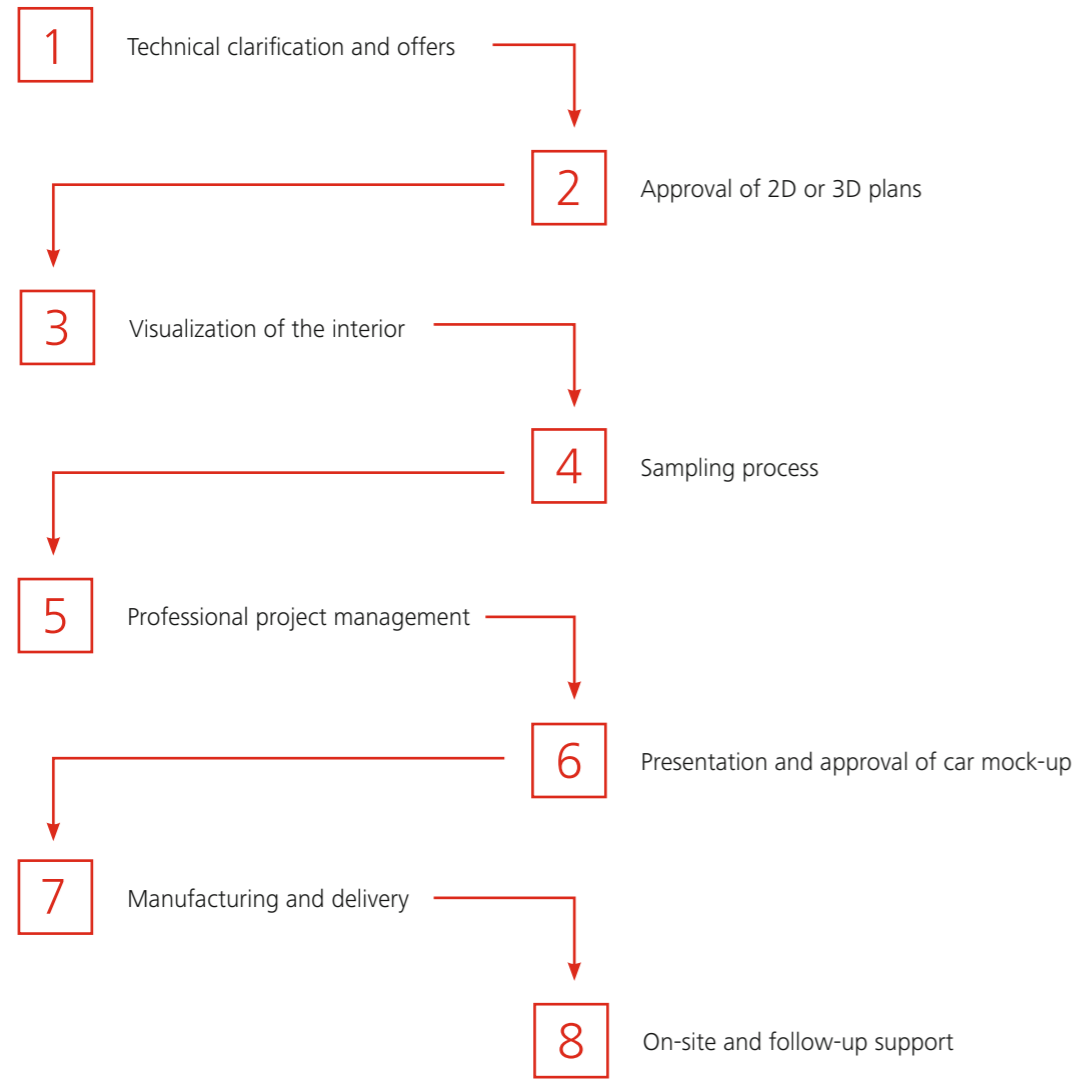 1 Technical clarification and offers
2 Approval of 2D or 3D plans
3 Visualization of the interior
4 Sampling process
5 Professional project management
6 Presentation and approval of car mock-up
7 Manufacturing and delivery
8 On-site and follow-up support